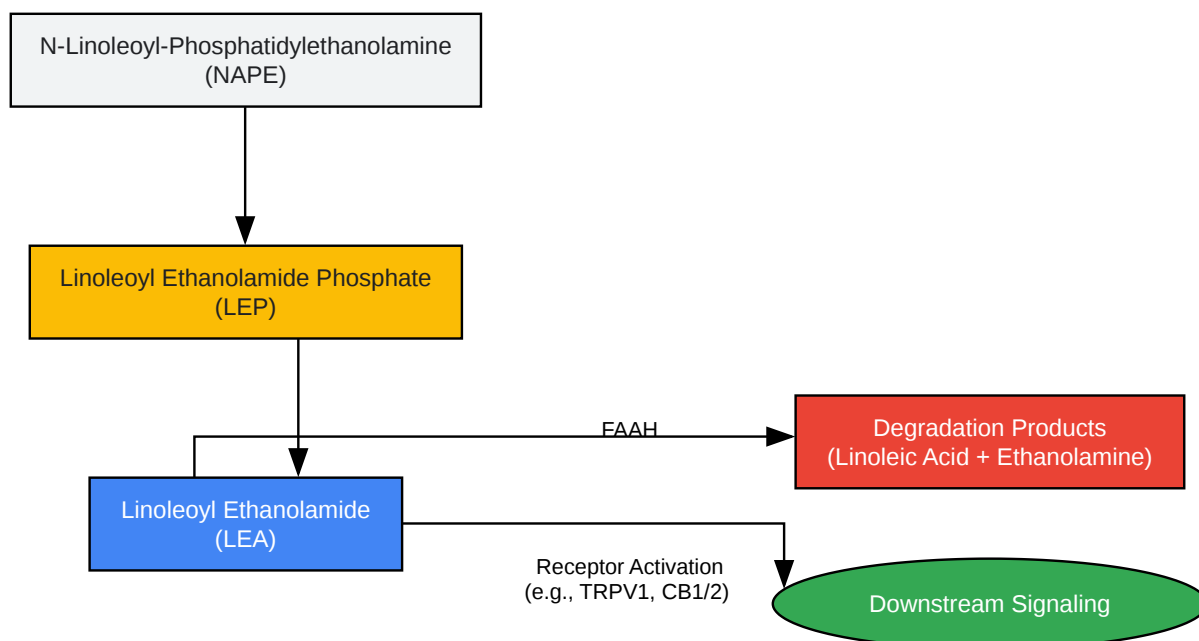 N-Linoleoyl-Phosphatidylethanolamine
(NAPE)
Linoleoyl Ethanolamide Phosphate
(LEP)
FAAH
Degradation Products
(Linoleic Acid + Ethanolamine)
Linoleoyl Ethanolamide
(LEA)
Receptor Activation
(e.g., TRPV1, CB1/2)
Downstream Signaling